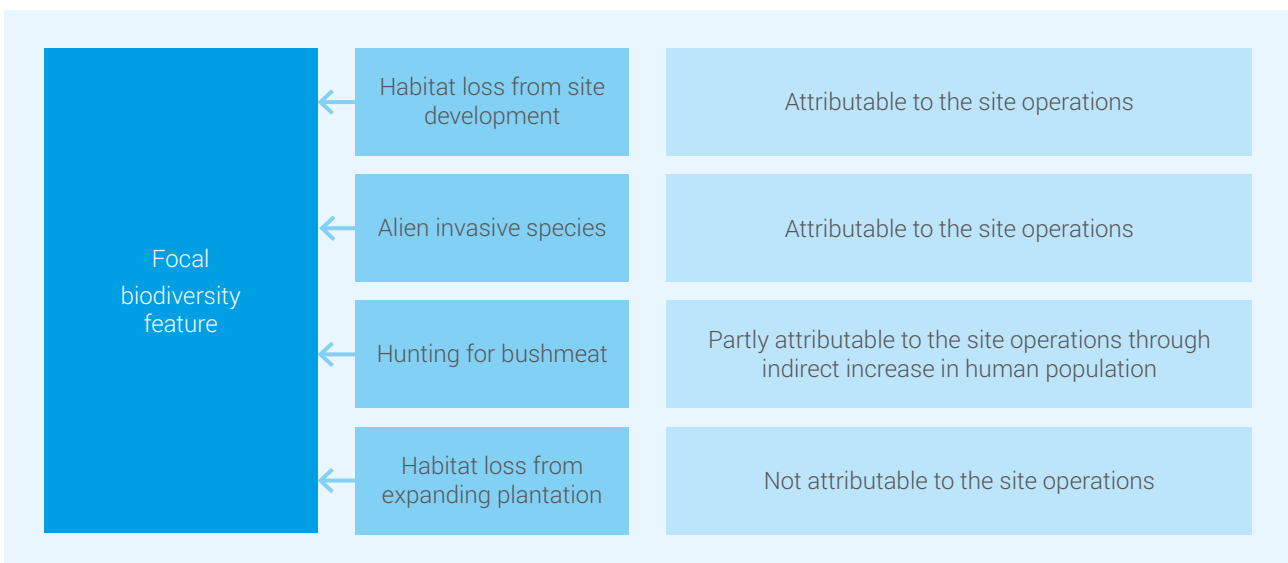 Focal
biodiversity
feature
Habitat loss from site
development
Attributable to the site operations
Alien invasive species
Attributable to the site operations
Hunting for bushmeat
Partly attributable to the site operations through
indirect increase in human population
Habitat loss from
expanding plantation
Not attributable to the site operations